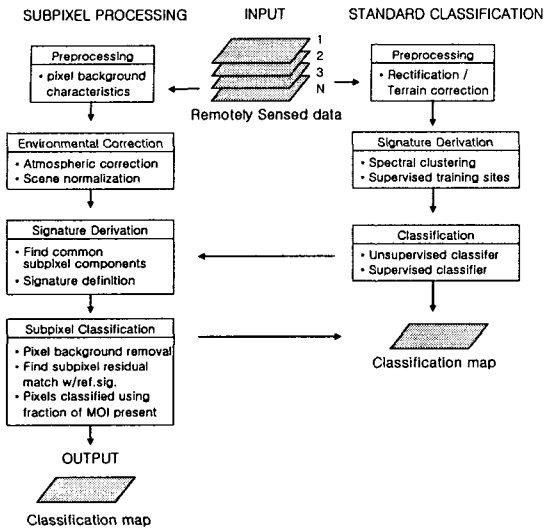 SUBPIXEL PROCESSING
INPUT
STANDARD CLASSIFICATION
Preprocessing
• pixel background
characteristics
1
2
3
N
Remotely Sensed data
Preprocessing
• Rectification /
Terrain correction
Environmental Correction
• Atmospheric correction
• Scene normalization
Signature Derivation
• Spectral clustering
• Supervised training sites
Signature Derivation
• Find common
subpixel components
• Signature definition
Classification
• Unsupervised classifer
• Supervised classifier
Subpixel Classification
• Pixel background removal
• Find subpixel residual
match w/ref.sig.
• Pixels classified using
fraction of MOI present
Classification map
OUTPUT
Classification map